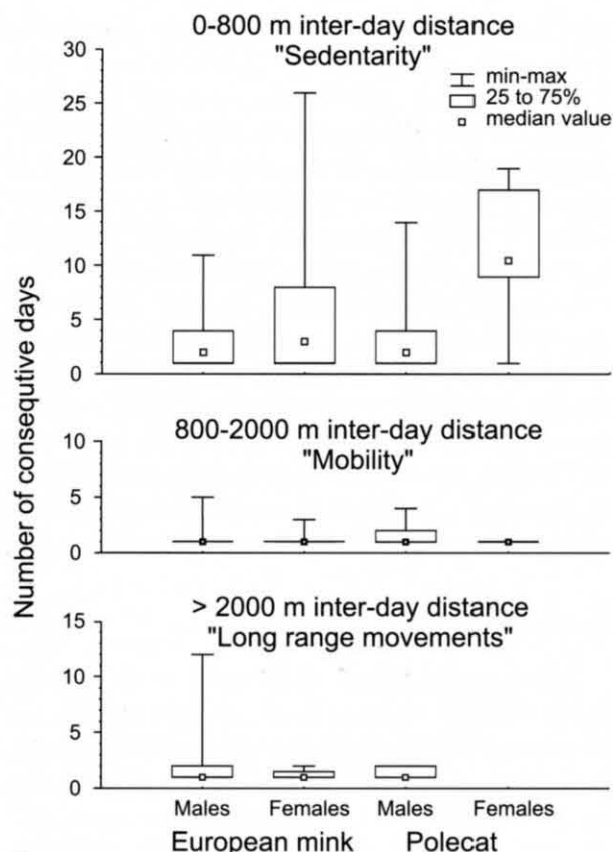 0-800 m inter-day distance
"Sedentarity"
30
25
20
15
10
5
0
min-max
25 to 75%
median value
Number of consequtive days
800-2000 m inter-day distance
"Mobility"
10
5
0
> 2000 m inter-day distance
"Long range movements"
15
10
5
0
Males Females Males Females
European mink Polecat